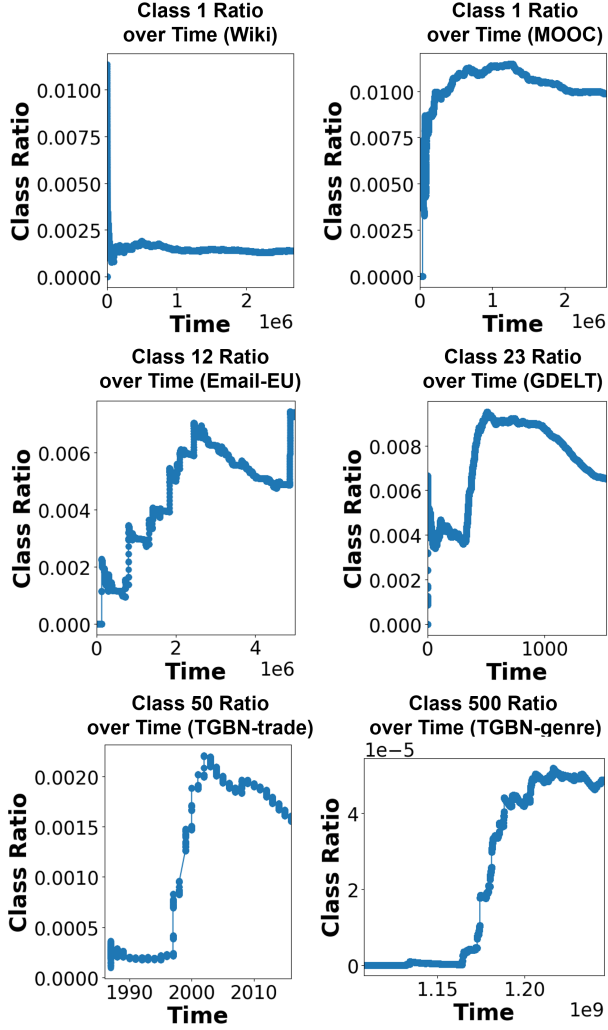 Class 1 Ratio
over Time (Wiki)
Class Ratio
0.0100
0.0075
0.0050
0.0025
0.0000
0 1 2
Time 1e6
Class 1 Ratio
over Time (MOOC)
Class Ratio
0.0100
0.0075
0.0050
0.0025
0.0000
0 1 2
Time 1e6
Class 12 Ratio
over Time (Email-EU)
Class Ratio
0.006
0.004
0.002
0.000
0 2 4
Time 1e6
Class 23 Ratio
over Time (GDELT)
Class Ratio
0.008
0.006
0.004
0.002
0.000
0 1000
Time
Class 50 Ratio
over Time (TGBN-trade)
Class Ratio
0.0020
0.0015
0.0010
0.0005
0.0000
1990 2000 2010
Time
Class 500 Ratio
over Time (TGBN-genre)
1e−5
Class Ratio
4
2
0
1.15 1.20
Time 1e9